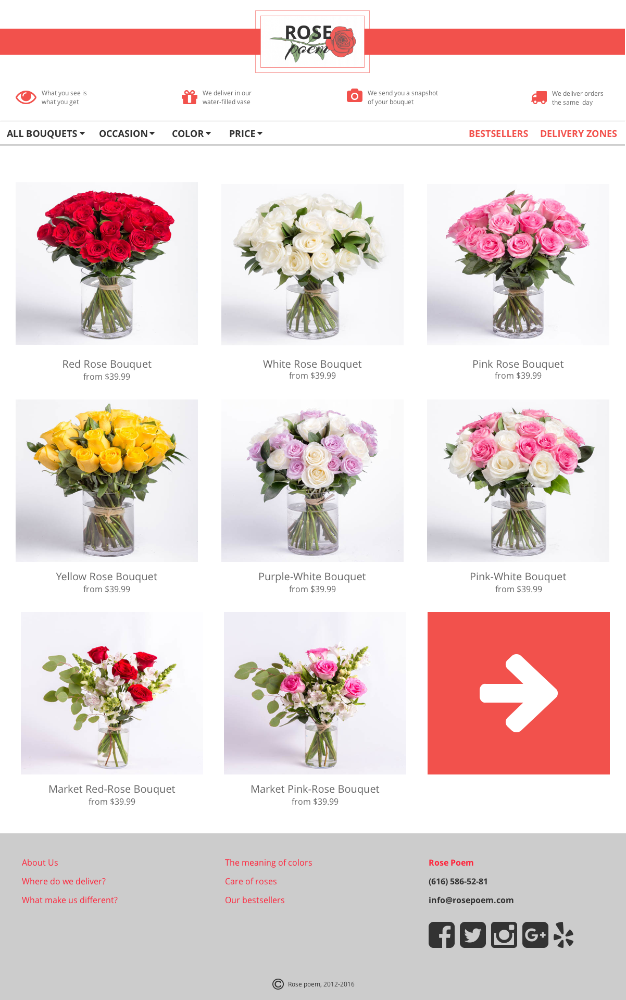 ROSE
poem
What you see is
what you get
We deliver in our
water-filled vase
We send you a snapshot
of your bouquet
We deliver orders
the same day
ALL BOUQUETS OCCASION COLOR PRICE BESTSELLERS DELIVERY ZONES
Red Rose Bouquet
from $39.99
White Rose Bouquet
from $39.99
Pink Rose Bouquet
from $39.99
Yellow Rose Bouquet
from $39.99
Purple-White Bouquet
from $39.99
Pink-White Bouquet
from $39.99
Market Red-Rose Bouquet
from $39.99
Market Pink-Rose Bouquet
from $39.99
About Us
Where do we deliver?
What make us different?
The meaning of colors
Care of roses
Our bestsellers
Rose Poem
(616) 586-52-81
info@rosepoem.com
© Rose poem, 2012-2016